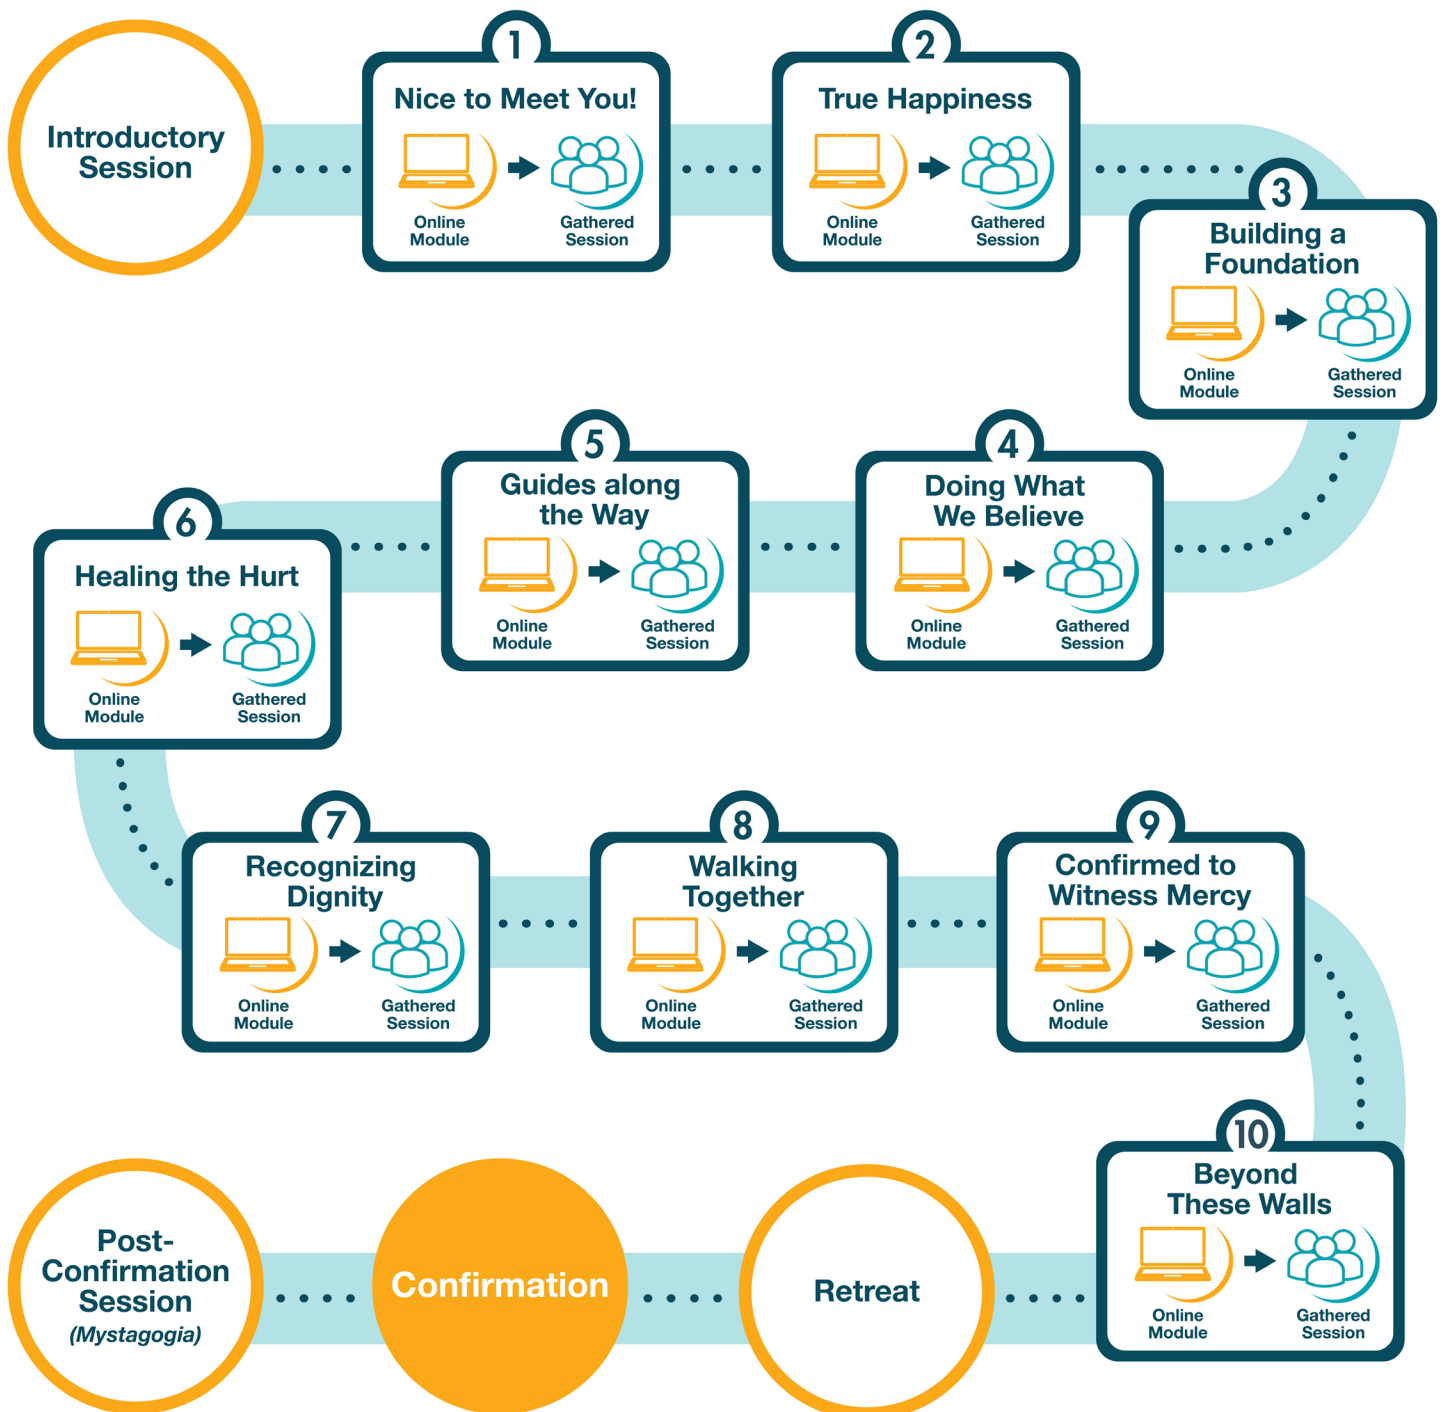 Introductory
Session
1
Nice to Meet You!
Online
Module
Gathered
Session
2
True Happiness
Online
Module
Gathered
Session
3
Building a
Foundation
Online
Module
Gathered
Session
4
Doing What
We Believe
Online
Module
Gathered
Session
5
Guides along
the Way
Online
Module
Gathered
Session
6
Healing the Hurt
Online
Module
Gathered
Session
7
Recognizing
Dignity
Online
Module
Gathered
Session
8
Walking
Together
Online
Module
Gathered
Session
9
Confirmed to
Witness Mercy
Online
Module
Gathered
Session
10
Beyond
These Walls
Online
Module
Gathered
Session
Retreat
Confirmation
Post-
Confirmation
Session
(Mystagogia)